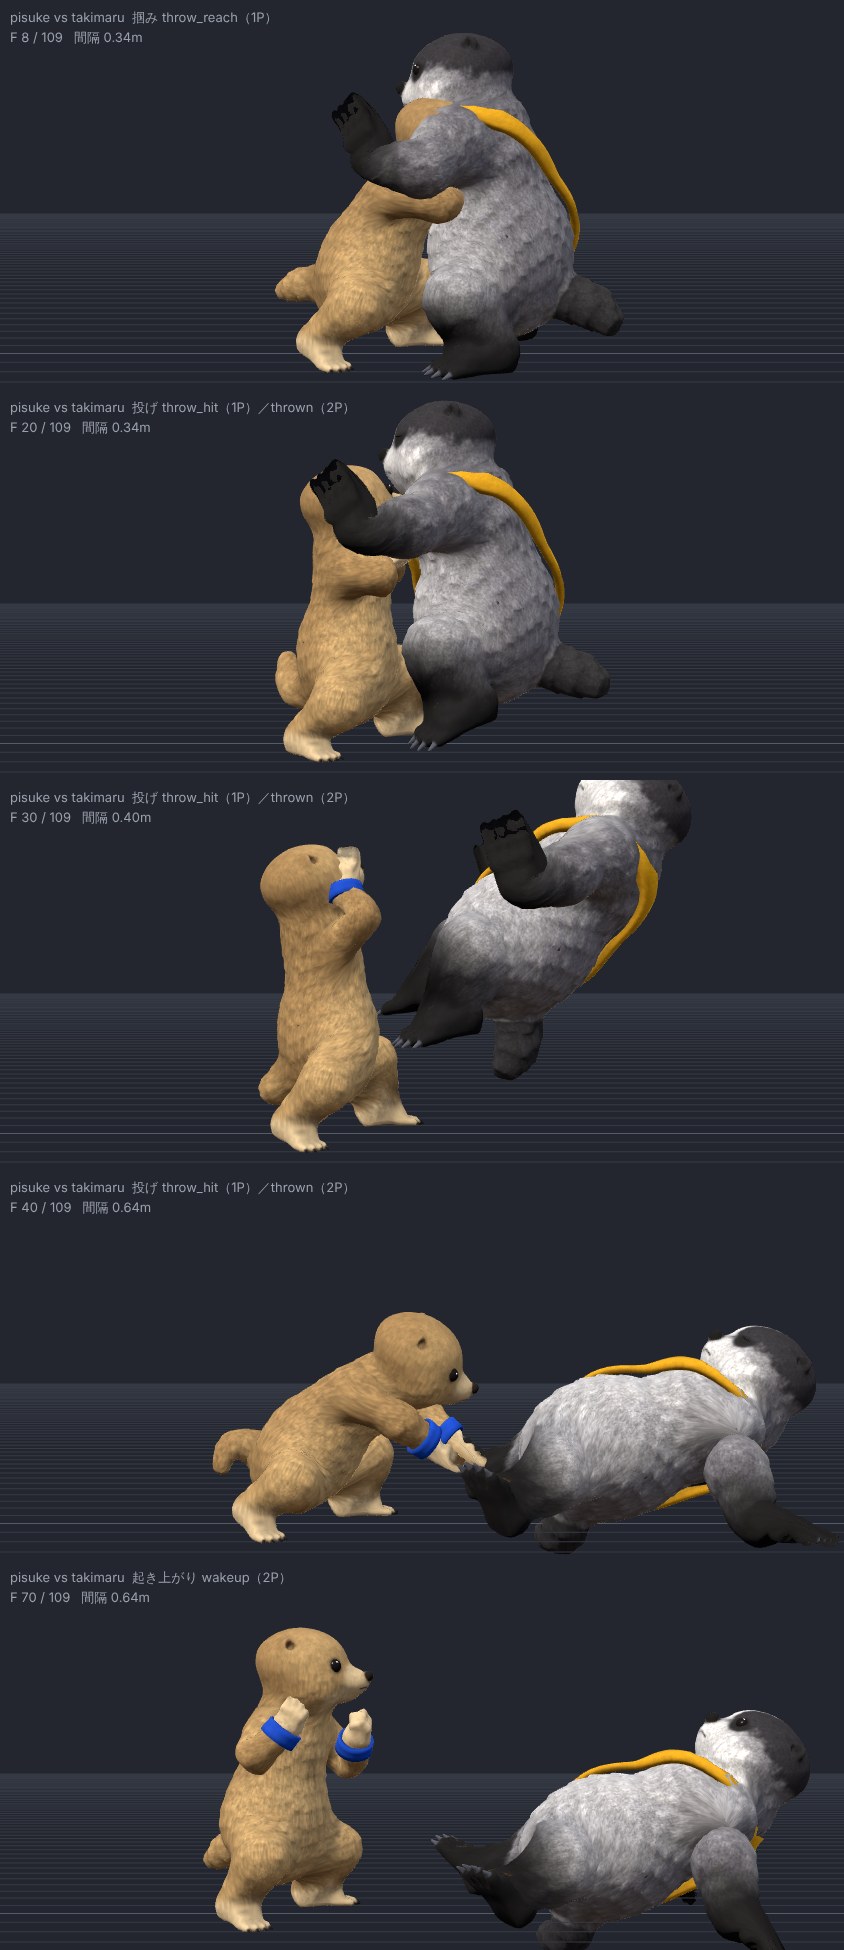 pisuke vs takimaru 掴み throw_reach（1P）
F 8 / 109 間隔 0.34m
pisuke vs takimaru 投げ throw_hit（1P）／thrown（2P）
F 20 / 109 間隔 0.34m
pisuke vs takimaru 投げ throw_hit（1P）／thrown（2P）
F 30 / 109 間隔 0.40m
pisuke vs takimaru 投げ throw_hit（1P）／thrown（2P）
F 40 / 109 間隔 0.64m
pisuke vs takimaru 起き上がり wakeup（2P）
F 70 / 109 間隔 0.64m